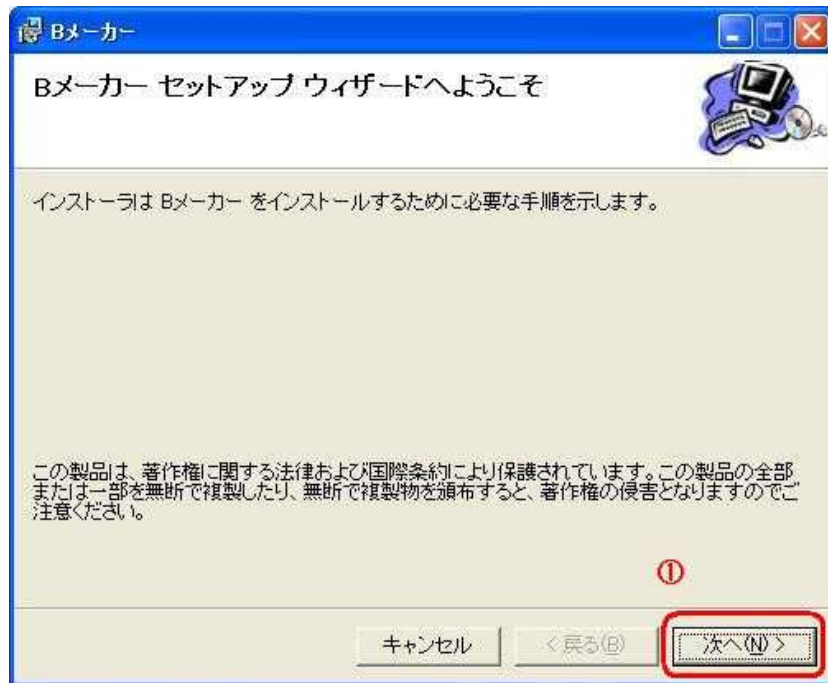 Bメーカー
Bメーカー セットアップ ウィザードへようこそ
インストーラは Bメーカー をインストールするために必要な手順を示します。
この製品は、著作権に関する法律および国際条約により保護されています。この製品の全部
または一部を無断で複製したり、無断で複製物を頒布すると、著作権の侵害となりますのでご
注意ください。
①
キャンセル < 戻る(B) 次へ(N) >